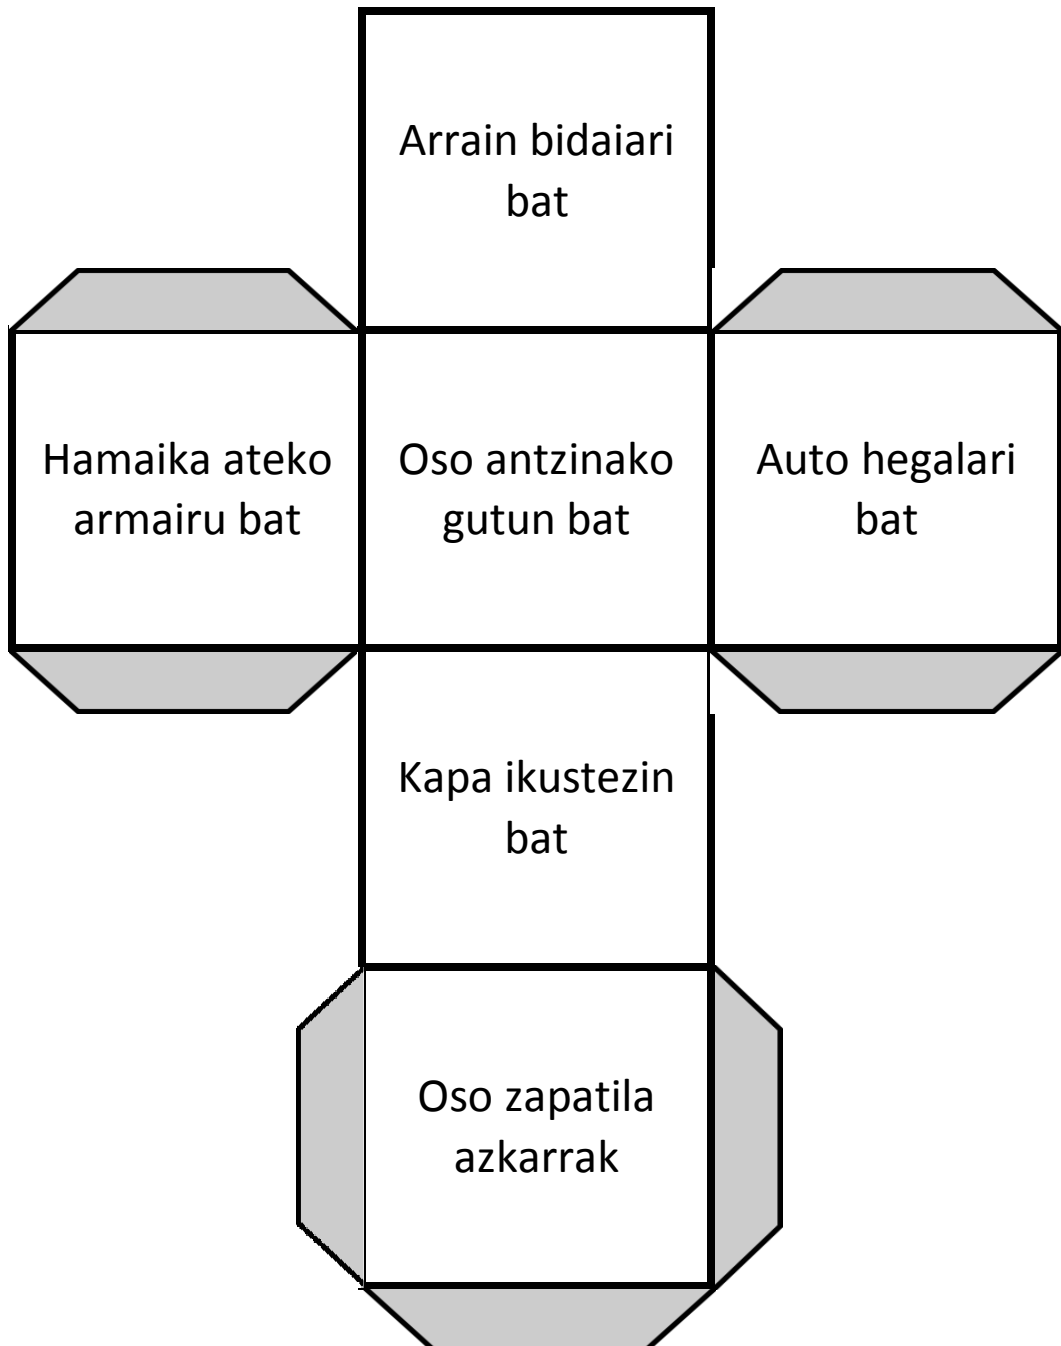 Arrain bidaiari
bat
Hamaika ateko
armairu bat
Oso antzinako
gutun bat
Auto hegalari
bat
Kapa ikustezin
bat
Oso zapatila
azkarrak